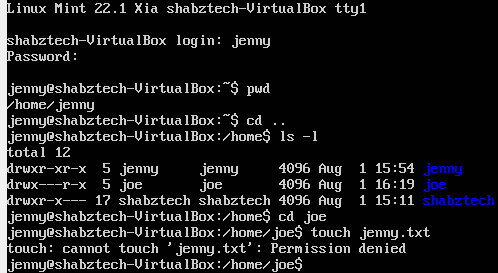 Linux Mint 22.1 Xia shabztech-VirtualBox tty1
shabztech-VirtualBox login: jenny
Password:
jenny@shabztech-VirtualBox:~$ pwd
/home/jenny
jenny@shabztech-VirtualBox:~$ cd ..
jenny@shabztech-VirtualBox:/home$ ls -l
total 12
drwxr-xr-x  5 jenny     jenny     4096 Aug  1 15:54 jenny
drwx---r-x  5 joe       joe       4096 Aug  1 16:19 joe
drwxr-x--- 17 shabztech shabztech 4096 Aug  1 15:11 shabztech
jenny@shabztech-VirtualBox:/home$ cd joe
jenny@shabztech-VirtualBox:/home/joe$ touch jenny.txt
touch: cannot touch 'jenny.txt': Permission denied
jenny@shabztech-VirtualBox:/home/joe$